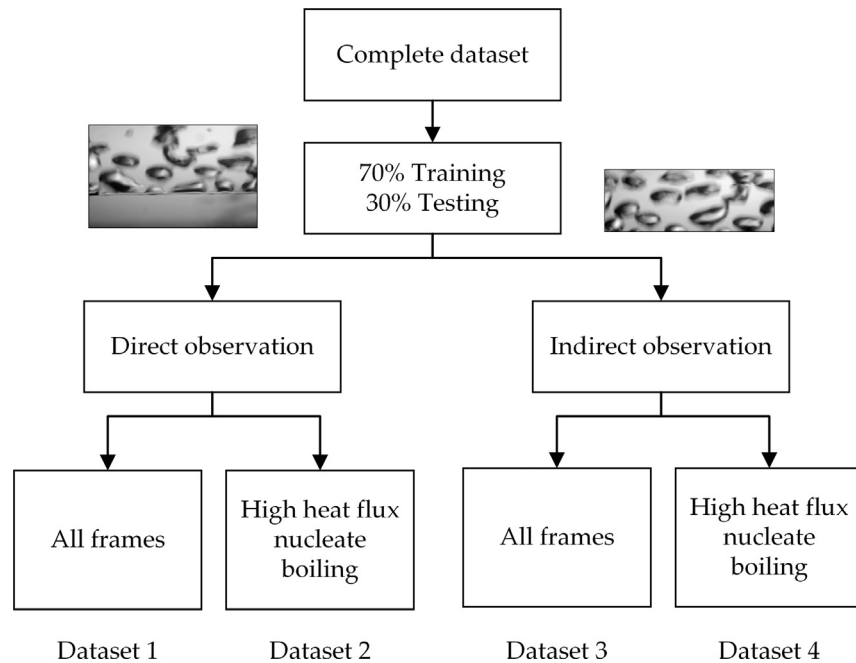 Complete dataset
70% Training
30% Testing
Direct observation
Indirect observation
All frames
High heat flux
nucleate
boiling
All frames
High heat flux
nucleate
boiling
Dataset 1
Dataset 2
Dataset 3
Dataset 4